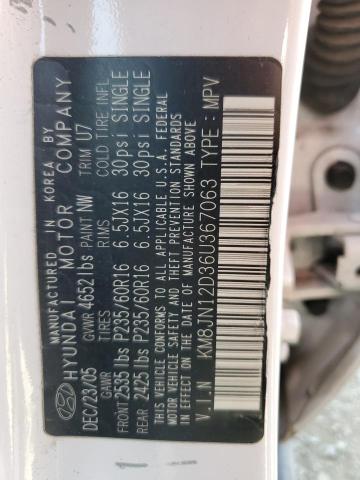 MANUFACTURED IN KOREA BY
HYUNDAI MOTOR COMPANY
DEC/23/05 GVWR 4652 lbs PAINT NW TRIM U7
GAWR TIRES RIMS COLD TIRE INFL
FRONT 2535 lbs P235/60R16 6.5JX16 30psi SINGLE
REAR 2425 lbs P235/60R16 6.5JX16 30psi SINGLE
THIS VEHICLE CONFORMS TO ALL APPLICABLE U.S.A. FEDERAL
MOTOR VEHICLE SAFETY AND THEFT PREVENTION STANDARDS
IN EFFECT ON THE DATE OF MANUFACTURE SHOWN ABOVE
V.I.N KM8JN12D36U367063 TYPE: MPV